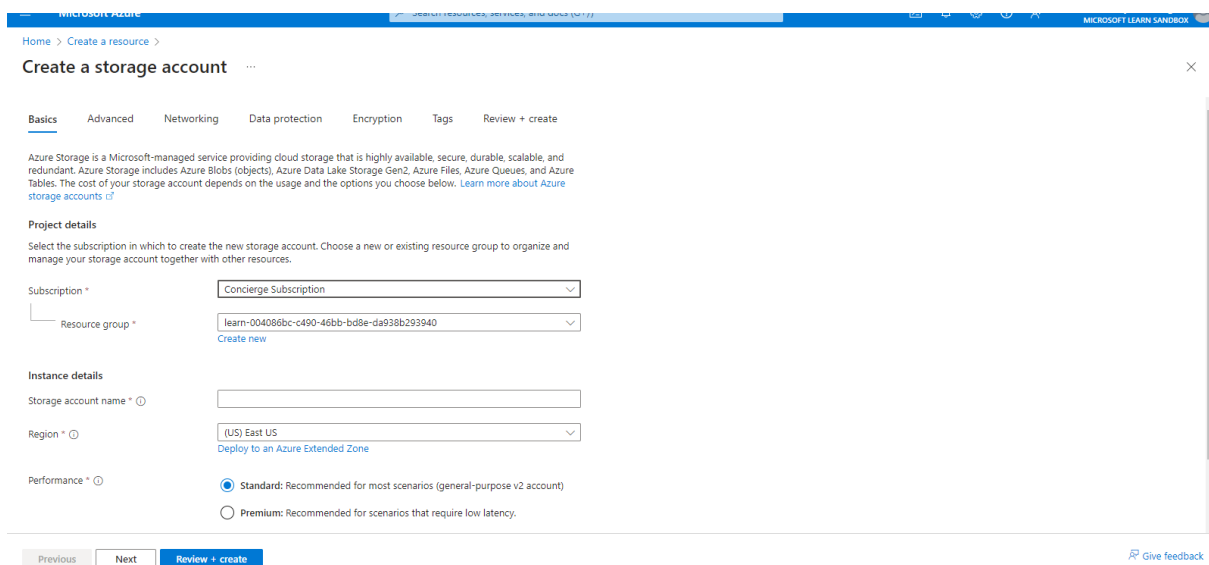 Microsoft Azure
Search resources, services, and docs (G+/)
MICROSOFT LEARN SANDBOX
Home > Create a resource >
Create a storage account ...
Basics Advanced Networking Data protection Encryption Tags Review + create
Azure Storage is a Microsoft-managed service providing cloud storage that is highly available, secure, durable, scalable, and
redundant. Azure Storage includes Azure Blobs (objects), Azure Data Lake Storage Gen2, Azure Files, Azure Queues, and Azure
Tables. The cost of your storage account depends on the usage and the options you choose below. Learn more about Azure
storage accounts
Project details
Select the subscription in which to create the new storage account. Choose a new or existing resource group to organize and
manage your storage account together with other resources.
Subscription *
Concierge Subscription
Resource group *
learn-004086bc-c490-46bb-bd8e-da938b293940
Create new
Instance details
Storage account name *
Region *
(US) East US
Deploy to an Azure Extended Zone
Performance *
Standard: Recommended for most scenarios (general-purpose v2 account)
Premium: Recommended for scenarios that require low latency.
Previous Next Review + create
Give feedback